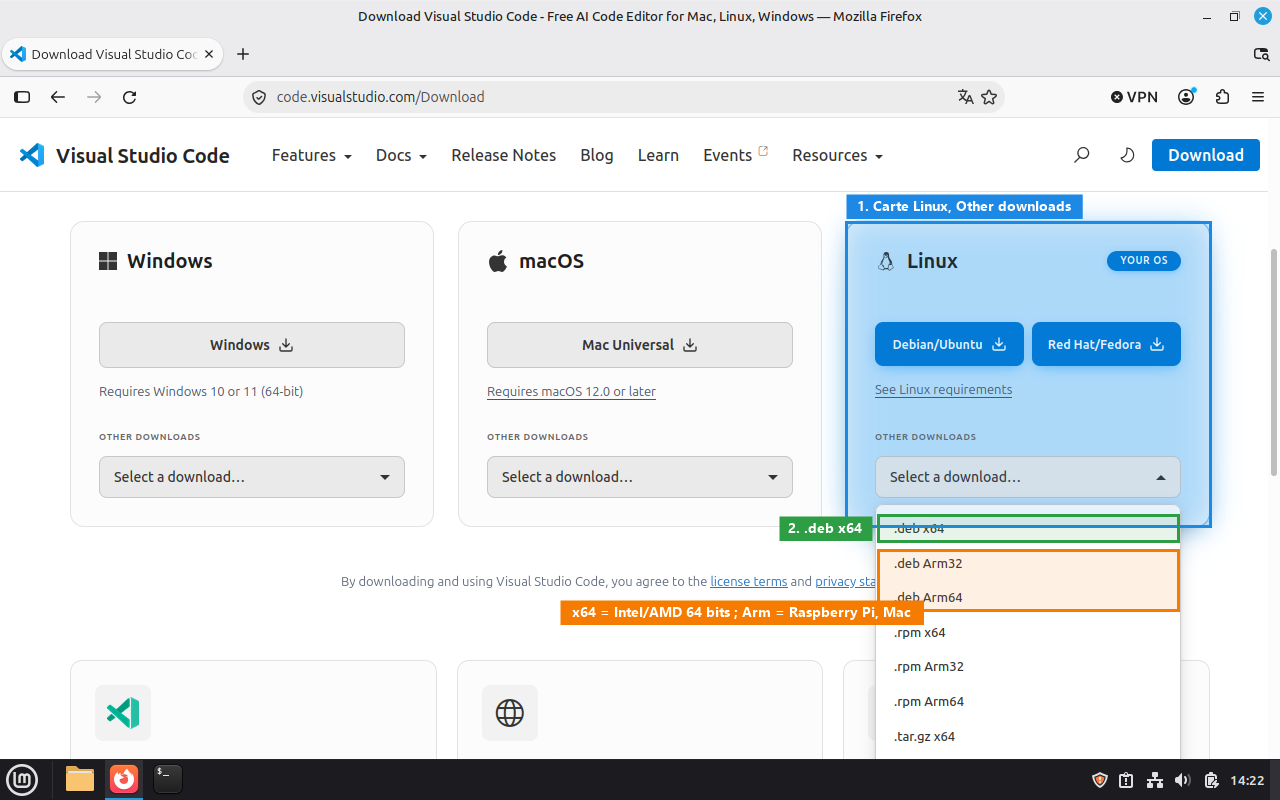 Download Visual Studio Code - Free AI Code Editor for Mac, Linux, Windows — Mozilla Firefox
Download Visual Studio Co
code.visualstudio.com/Download
VPN
Visual Studio Code
Features
Docs
Release Notes
Blog
Learn
Events
Resources
Download
1. Carte Linux, Other downloads
Windows
macOS
Linux
YOUR OS
Windows
Mac Universal
Debian/Ubuntu
Red Hat/Fedora
Requires Windows 10 or 11 (64-bit)
Requires macOS 12.0 or later
See Linux requirements
OTHER DOWNLOADS
OTHER DOWNLOADS
OTHER DOWNLOADS
Select a download…
Select a download…
Select a download…
2. .deb x64
.deb x64
.deb Arm32
By downloading and using Visual Studio Code, you agree to the license terms and privacy sta
.deb Arm64
x64 = Intel/AMD 64 bits ; Arm = Raspberry Pi, Mac
.rpm x64
.rpm Arm32
.rpm Arm64
.tar.gz x64
14:22